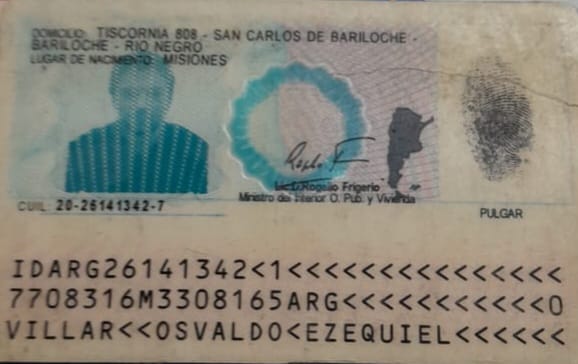 DOMICILIO: TISCORNIA 808 - SAN CARLOS DE BARILOCHE -
BARILOCHE - RIO NEGRO
LUGAR DE NACIMIENTO: MISIONES
Lic. Rogelio Frigerio
Ministro del Interior O. Pub. y Vivienda
CUIL: 20-26141342-7
PULGAR
IDARG26141342<1<<<<<<<<<<<<<<<
7708316M3308165ARG<<<<<<<<<<<0
VILLAR<<OSVALDO<EZEQUIEL<<<<<<